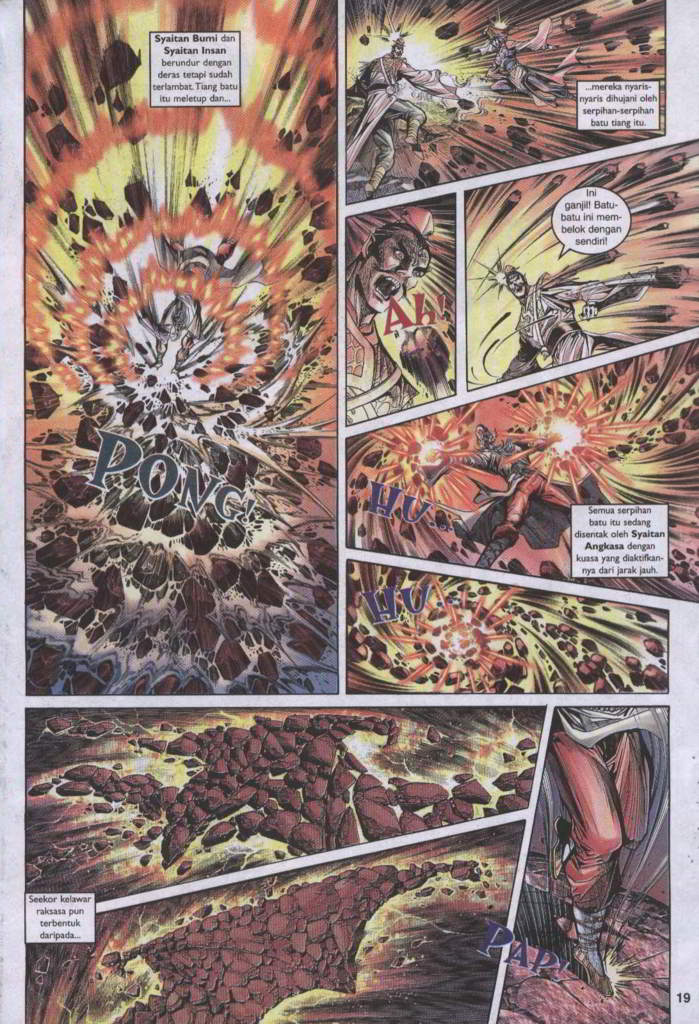 Syaitan Bumi dan
Syaitan Insan
berundur dengan
deras tetapi sudah
terlambat. Tiang batu
itu meletup dan...
PONG!
...mereka nyaris-
nyaris dihujani oleh
serpihan-serpihan
batu tiang itu.
Ah!
Ini
ganjil! Batu-
batu ini mem-
belok dengan
sendiri!
HU...
Semua serpihan
batu itu sedang
disentak oleh Syaitan
Angkasa dengan
kuasa yang diaktifkan-
nya dari jarak jauh.
HU...
Seekor kelawar
raksasa pun
terbentuk
daripada...
PAP!
19